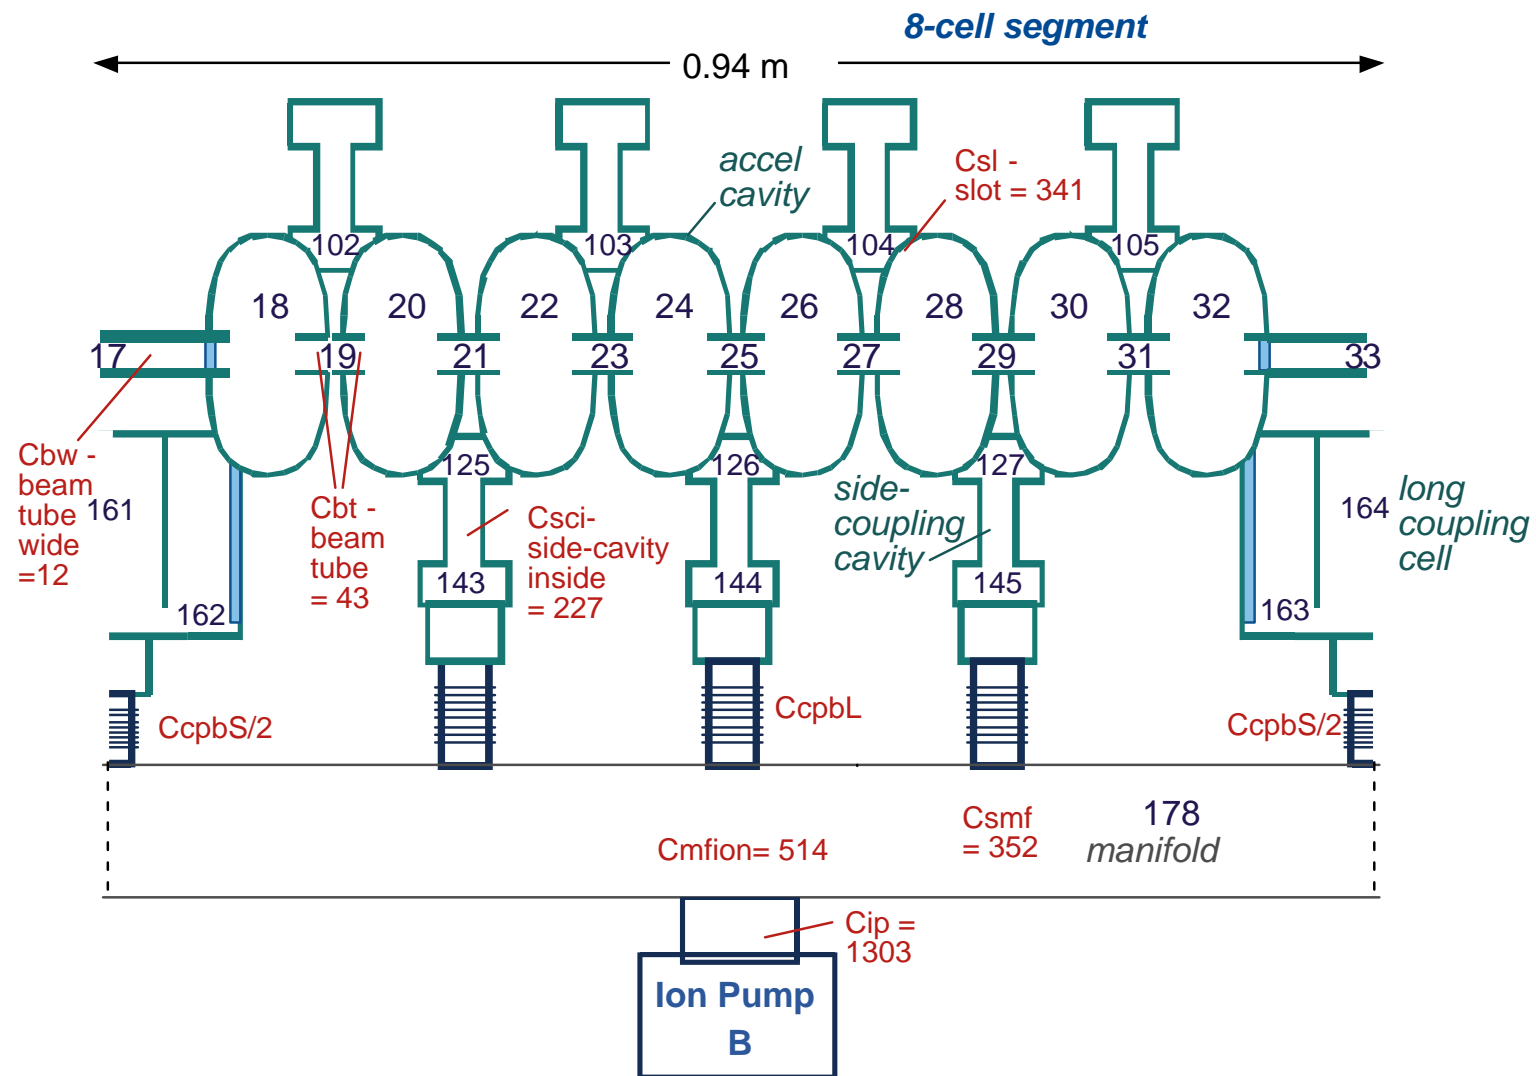 8-cell segment
0.94 m
accel
cavity
Csl -
slot = 341
102
103
104
105
18
20
22
24
26
28
30
32
17
19
21
23
25
27
29
31
33
Cbw -
beam
tube
wide
=12
161
162
Cbt -
beam
tube
= 43
125
126
127
Csci-
side-cavity
inside
= 227
side-
coupling
cavity
164
long
coupling
cell
143
144
145
163
CcpbS/2
CcpbL
CcpbS/2
Cmfion= 514
Csmf
= 352
178
manifold
Cip =
1303
Ion Pump
B